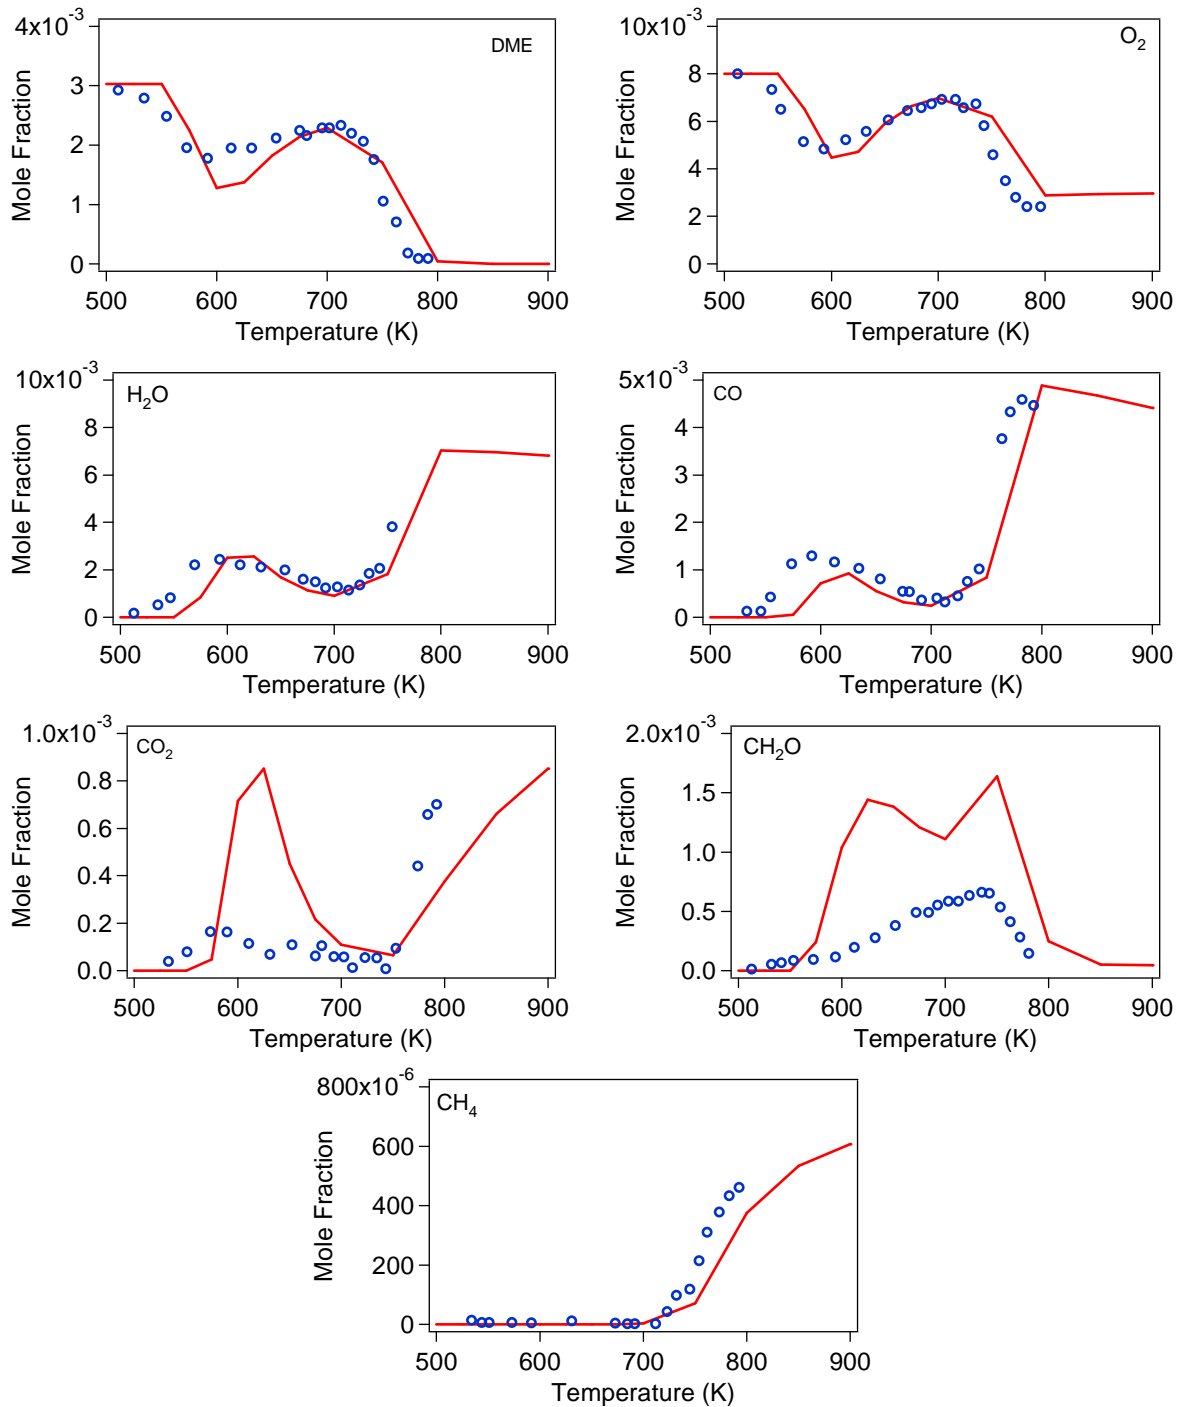 4x10-3
3
2
1
0
Mole Fraction
DME
500 600 700 800 900
Temperature (K)
10x10-3
8
6
4
2
0
Mole Fraction
O2
500 600 700 800 900
Temperature (K)
10x10-3
8
6
4
2
0
Mole Fraction
H2O
500 600 700 800 900
Temperature (K)
5x10-3
4
3
2
1
0
Mole Fraction
CO
500 600 700 800 900
Temperature (K)
1.0x10-3
0.8
0.6
0.4
0.2
0.0
Mole Fraction
CO2
500 600 700 800 900
Temperature (K)
2.0x10-3
1.5
1.0
0.5
0.0
Mole Fraction
CH2O
500 600 700 800 900
Temperature (K)
800x10-6
600
400
200
0
Mole Fraction
CH4
500 600 700 800 900
Temperature (K)